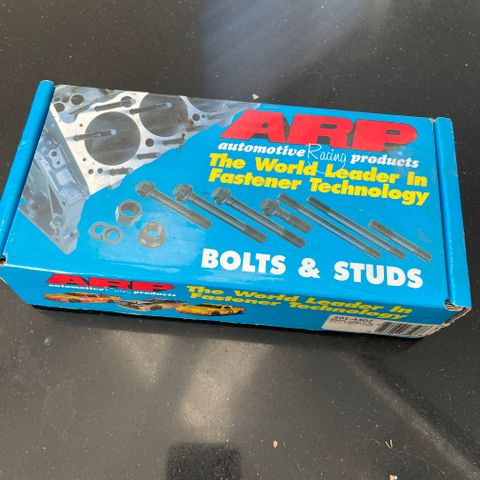 ARP
automotive Racing products
The World Leader In
Fastener Technology
BOLTS & STUDS
ARP
automotive Racing products
The World Leader In
Fastener Technology